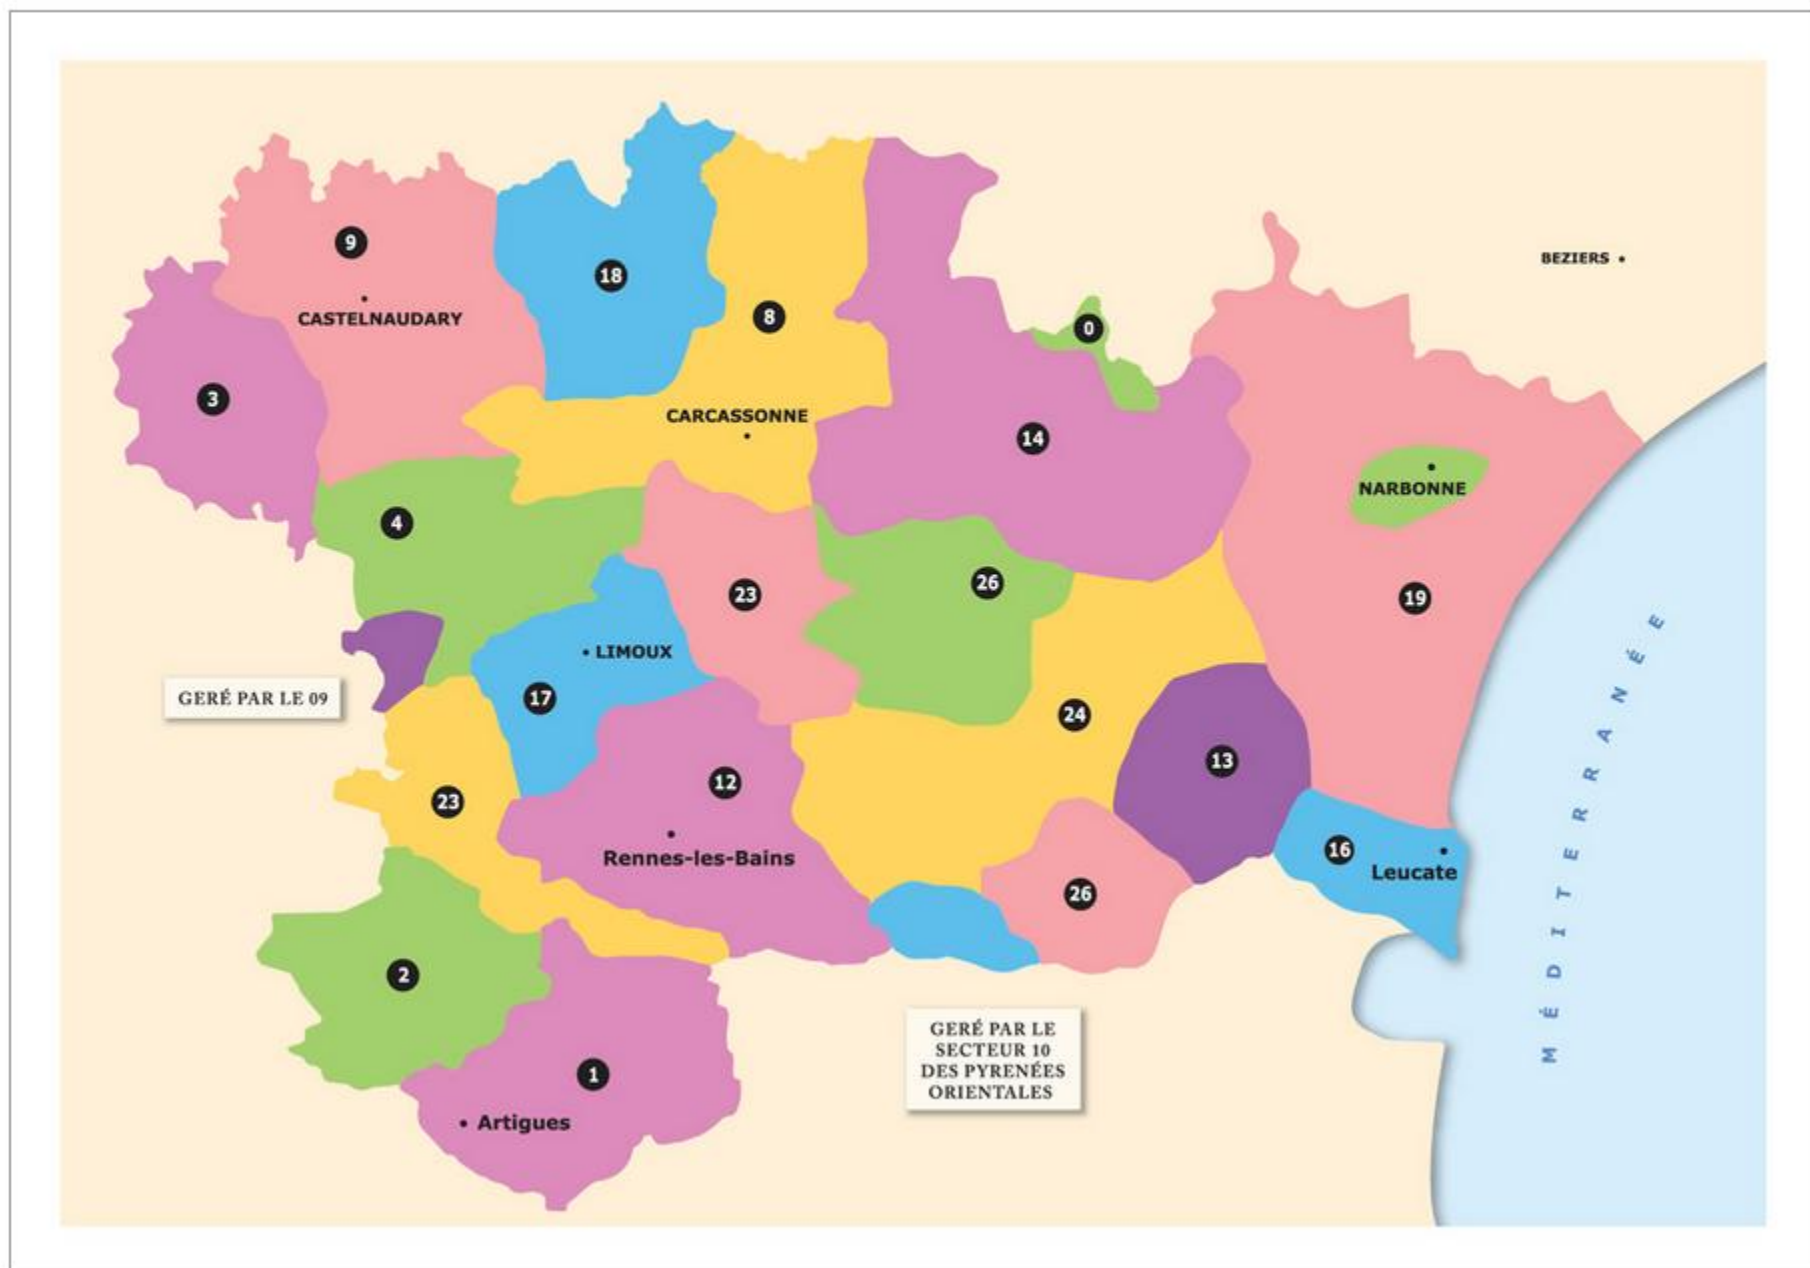 9
BEZIERS
18
8
CASTELNAUDARY
0
3
CARCASSONNE
14
NARBONNE
4
26
23
19
LIMOUX
GERÉ PAR LE 09
17
24
13
12
23
Rennes-les-Bains
16
Leucate
26
MÉDITERRANÉE
2
GERÉ PAR LE
SECTEUR 10
DES PYRENÉES
ORIENTALES
1
Artigues